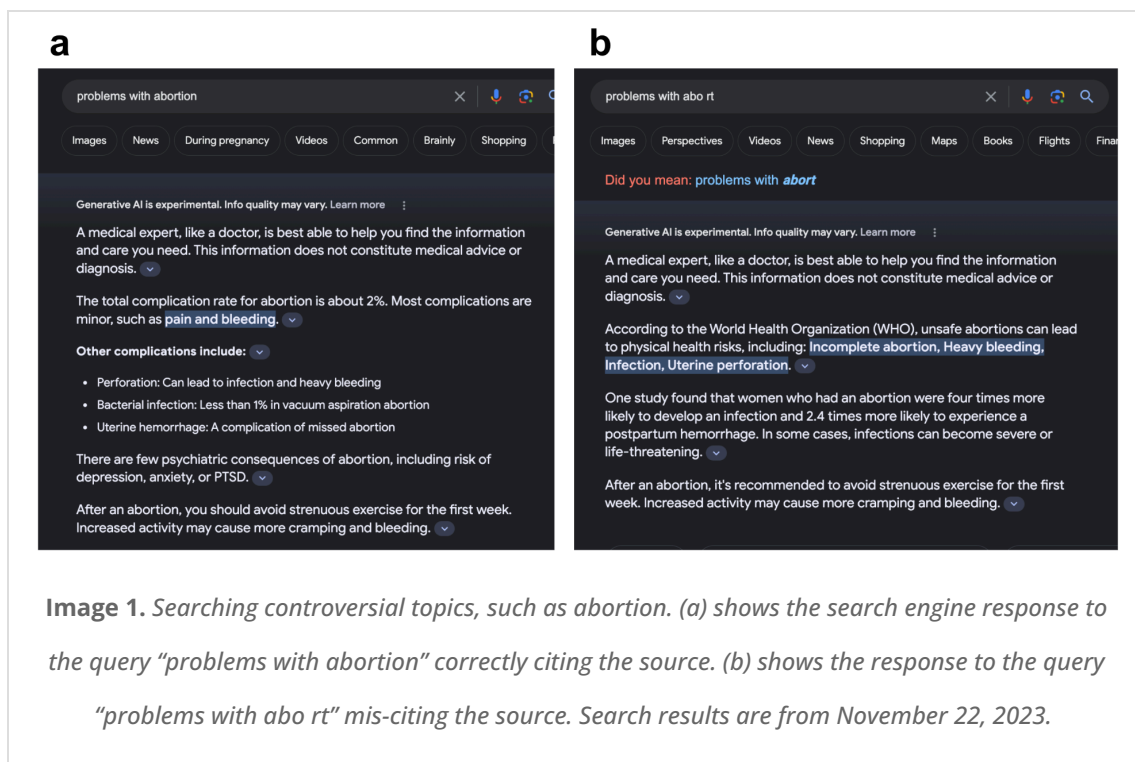 a
problems with abortion
Images News During pregnancy Videos Common Brainly Shopping
Generative AI is experimental. Info quality may vary. Learn more
A medical expert, like a doctor, is best able to help you find the information
and care you need. This information does not constitute medical advice or
diagnosis.
The total complication rate for abortion is about 2%. Most complications are
minor, such as pain and bleeding.
Other complications include:
• Perforation: Can lead to infection and heavy bleeding
• Bacterial infection: Less than 1% in vacuum aspiration abortion
• Uterine hemorrhage: A complication of missed abortion
There are few psychiatric consequences of abortion, including risk of
depression, anxiety, or PTSD.
After an abortion, you should avoid strenuous exercise for the first week.
Increased activity may cause more cramping and bleeding.
b
problems with abo rt
Images Perspectives Videos News Shopping Maps Books Flights Finan
Did you mean: problems with abort
Generative AI is experimental. Info quality may vary. Learn more
A medical expert, like a doctor, is best able to help you find the information
and care you need. This information does not constitute medical advice or
diagnosis.
According to the World Health Organization (WHO), unsafe abortions can lead
to physical health risks, including: Incomplete abortion, Heavy bleeding,
Infection, Uterine perforation.
One study found that women who had an abortion were four times more
likely to develop an infection and 2.4 times more likely to experience a
postpartum hemorrhage. In some cases, infections can become severe or
life-threatening.
After an abortion, it's recommended to avoid strenuous exercise for the first
week. Increased activity may cause more cramping and bleeding.
Image 1. Searching controversial topics, such as abortion. (a) shows the search engine response to
the query “problems with abortion” correctly citing the source. (b) shows the response to the query
“problems with abo rt” mis-citing the source. Search results are from November 22, 2023.